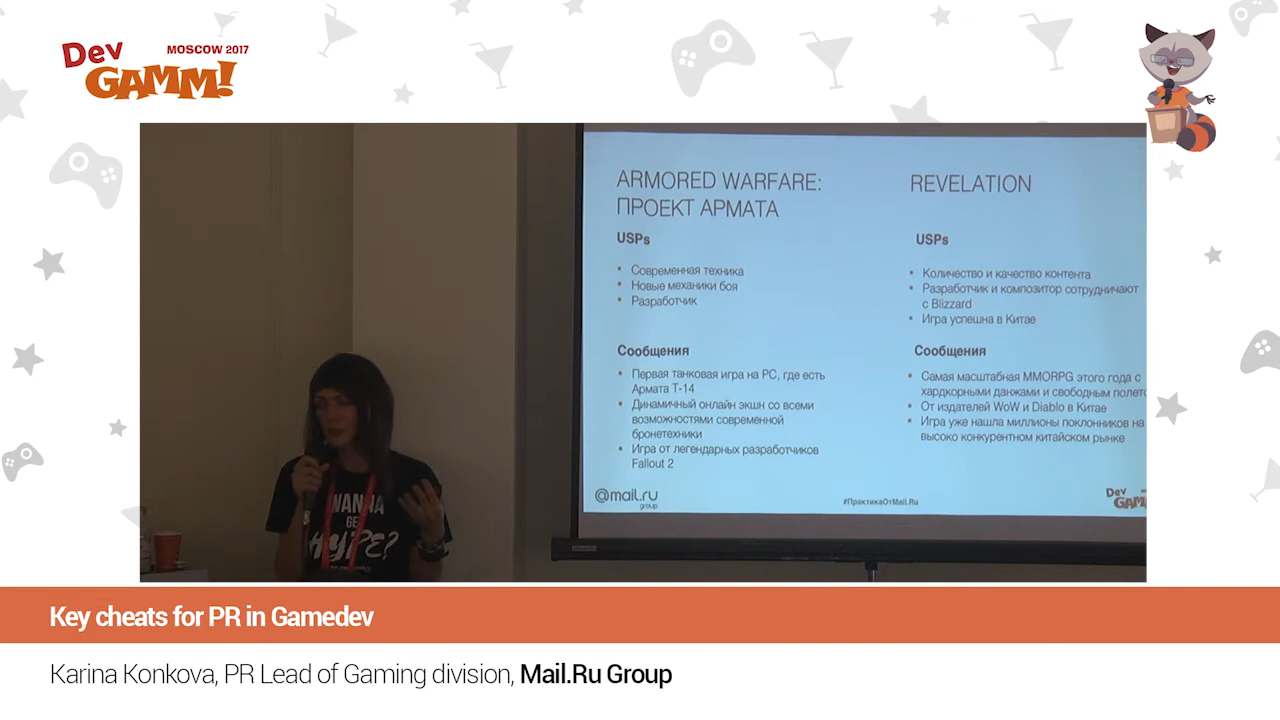 Dev
GAMM!
MOSCOW 2017
ARMORED WARFARE:
ПРОЕКТ АРМАТА
USPs
Современная техника
Новые механики боя
Разработчик
Сообщения
Первая танковая игра на PC, где есть
Армата Т-14
Динамичный онлайн экшн со всеми
возможностями современной
бронетехники
Игра от легендарных разработчиков
Fallout 2
REVELATION
USPs
Количество и качество контента
Разработчик и композитор сотрудничают
с Blizzard
Игра успешна в Китае
Сообщения
Самая масштабная MMORPG этого года с
хардкорными данжами и свободным полето
От издателей WoW и Diablo в Китае
Игра уже нашла миллионы поклонников на
высоко конкурентном китайском рынке
@mail.ru
group
#ПрактикаОтMail.Ru
Dev
GAM
WANNA
GE
HYPE?
Key cheats for PR in Gamedev
Karina Konkova, PR Lead of Gaming division, Mail.Ru Group